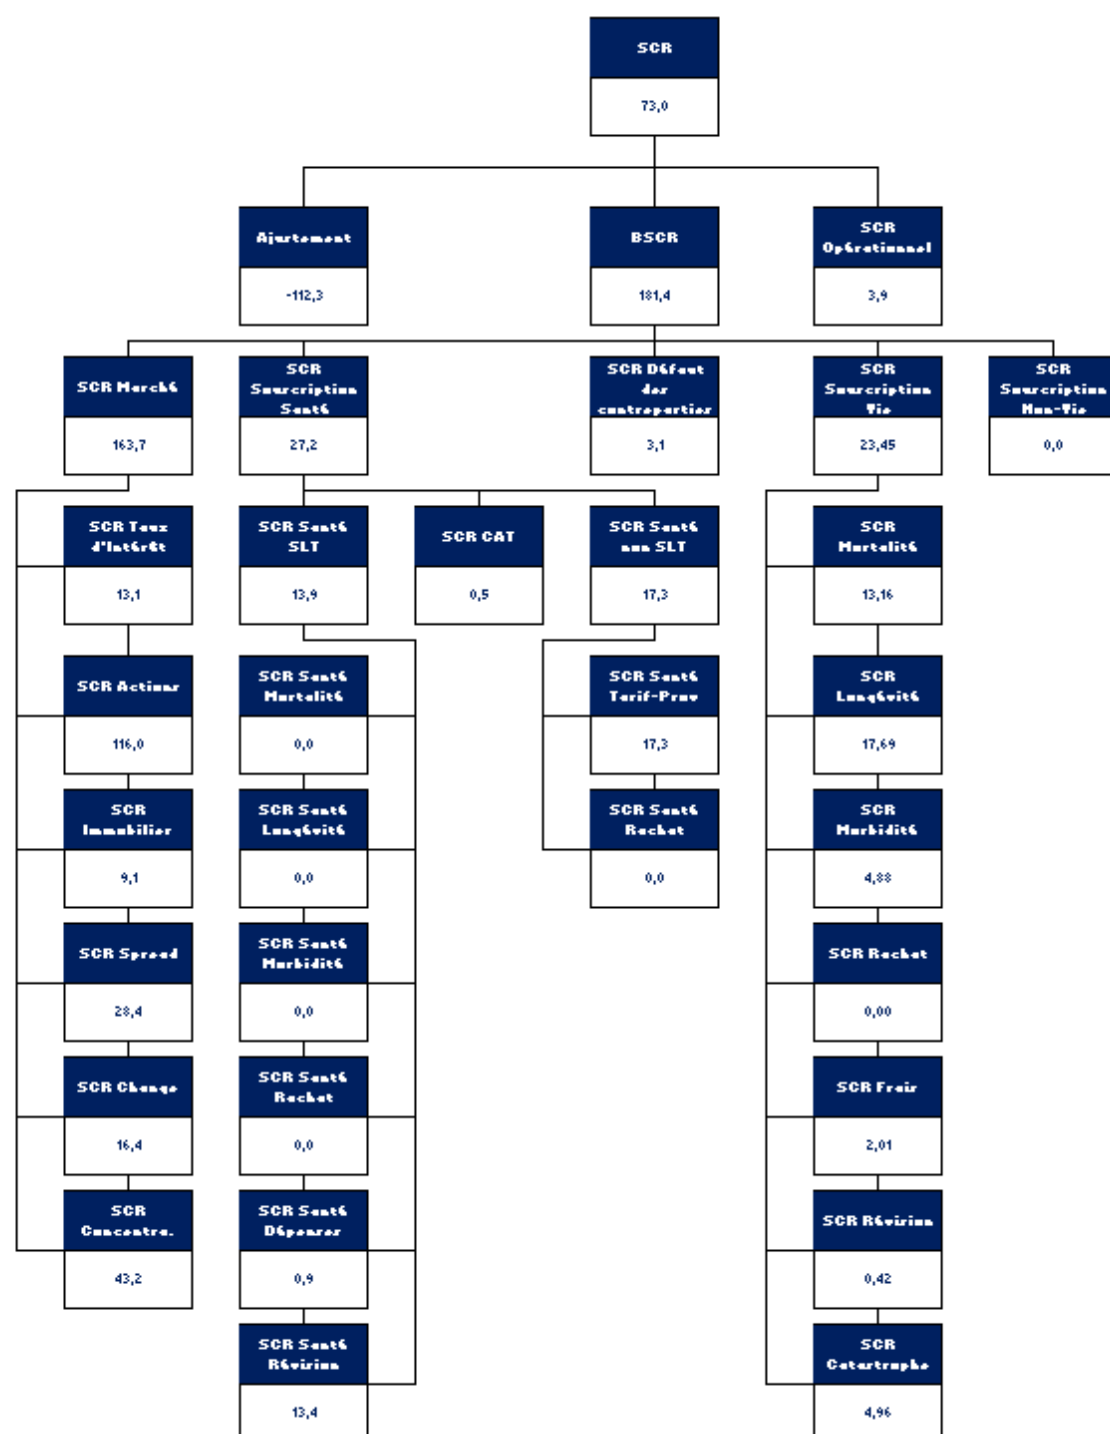 SCR
73,0
Ajustement
-112,3
BSCR
181,4
SCR
Opérationnel
3,9
SCR Marché
163,7
SCR
Souscription
Santé
27,2
SCR Défaut
des
contreparties
3,1
SCR
Souscription
Vie
23,45
SCR
Souscription
Non-Vie
0,0
SCR Taux
d'Intérêt
13,1
SCR Santé
SLT
13,9
SCR CAT
0,5
SCR Santé
non SLT
17,3
SCR
Mortalité
13,16
SCR Actions
116,0
SCR Santé
Mortalité
0,0
SCR Santé
Tarif-Prov
17,3
SCR
Longévité
17,69
SCR
Immobilier
9,1
SCR Santé
Longévité
0,0
SCR Santé
Rachat
0,0
SCR
Morbidité
4,88
SCR Spread
28,4
SCR Santé
Morbidité
0,0
SCR Rachat
0,00
SCR Change
16,4
SCR Santé
Rachat
0,0
SCR Frais
2,01
SCR
Concentra.
43,2
SCR Santé
Dépenses
0,9
SCR Révision
0,42
SCR Santé
Révision
13,4
SCR
Catastrophe
4,96